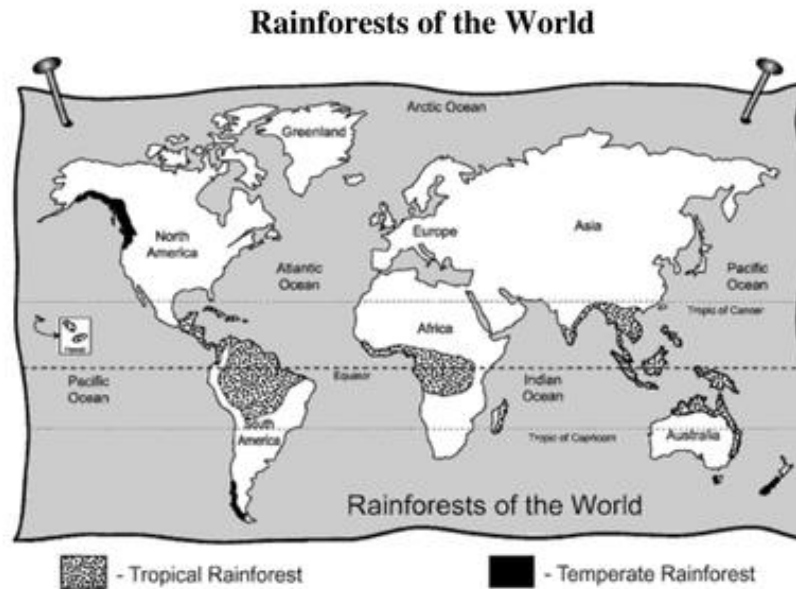 Rainforests of the World
Arctic Ocean
Greenland
North
America
Europe
Asia
Atlantic
Ocean
Pacific
Ocean
Tropic of Cancer
Africa
Pacific
Ocean
Equator
Indian
Ocean
South
America
Tropic of Capricorn
Australia
Rainforests of the World
- Tropical Rainforest
- Temperate Rainforest